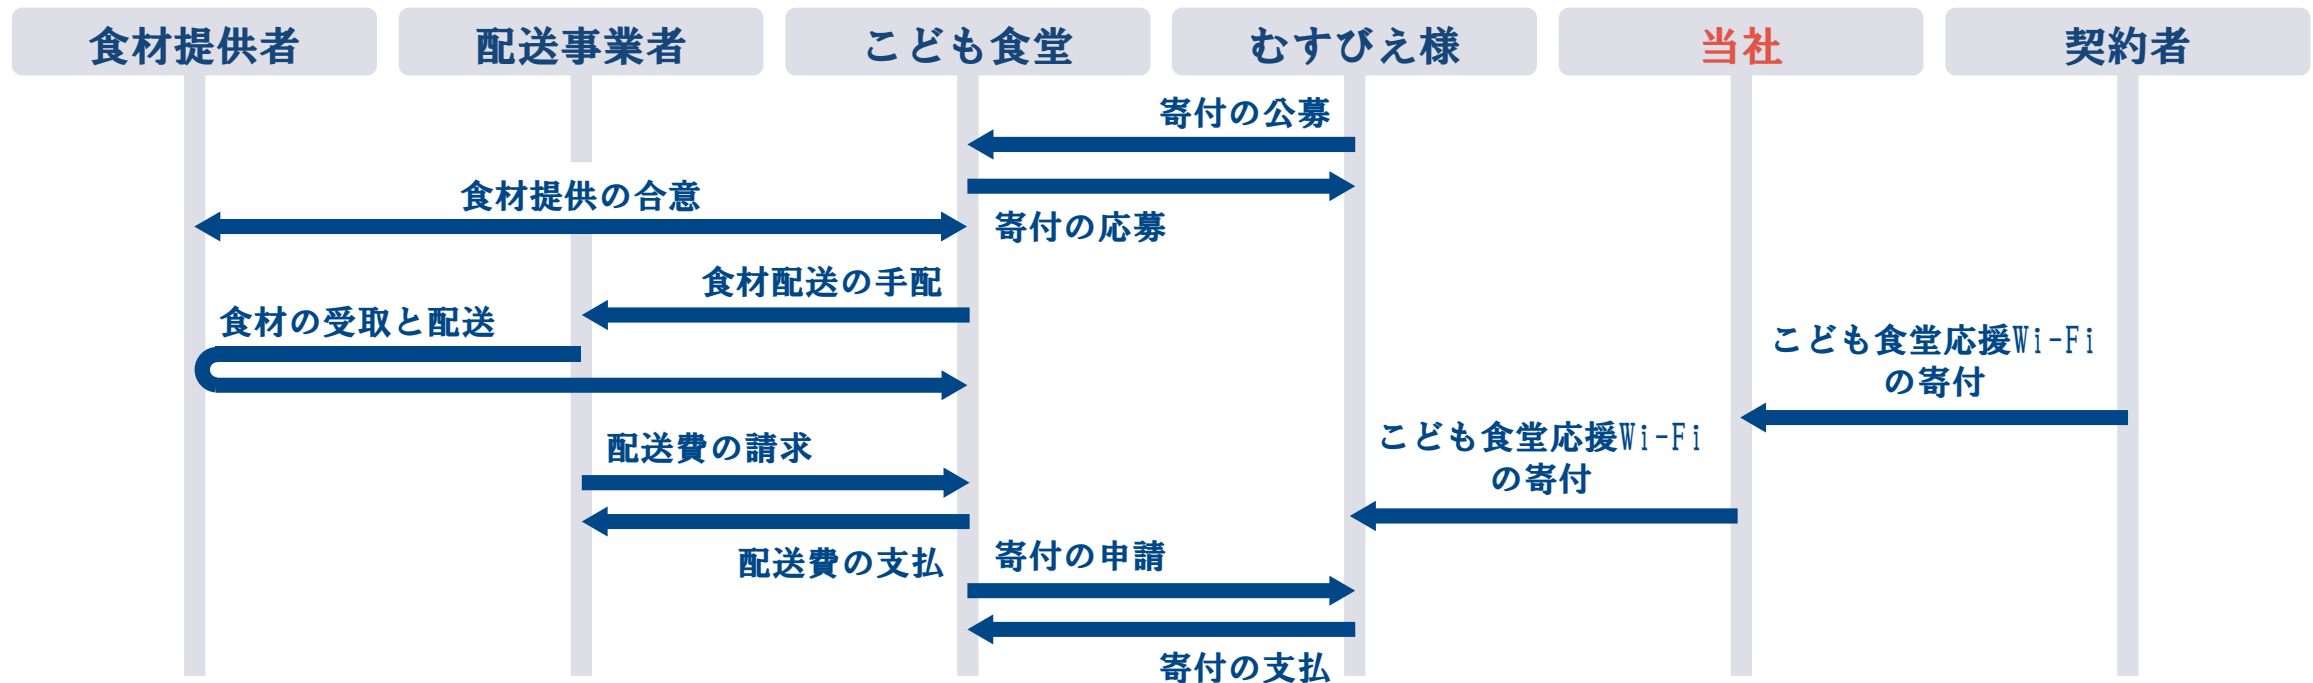 食材提供者
配送事業者
こども食堂
むすびえ様
当社
契約者
寄付の公募
食材提供の合意
寄付の応募
食材配送の手配
食材の受取と配送
こども食堂応援Wi-Fi
の寄付
こども食堂応援Wi-Fi
の寄付
配送費の請求
配送費の支払
寄付の申請
寄付の支払